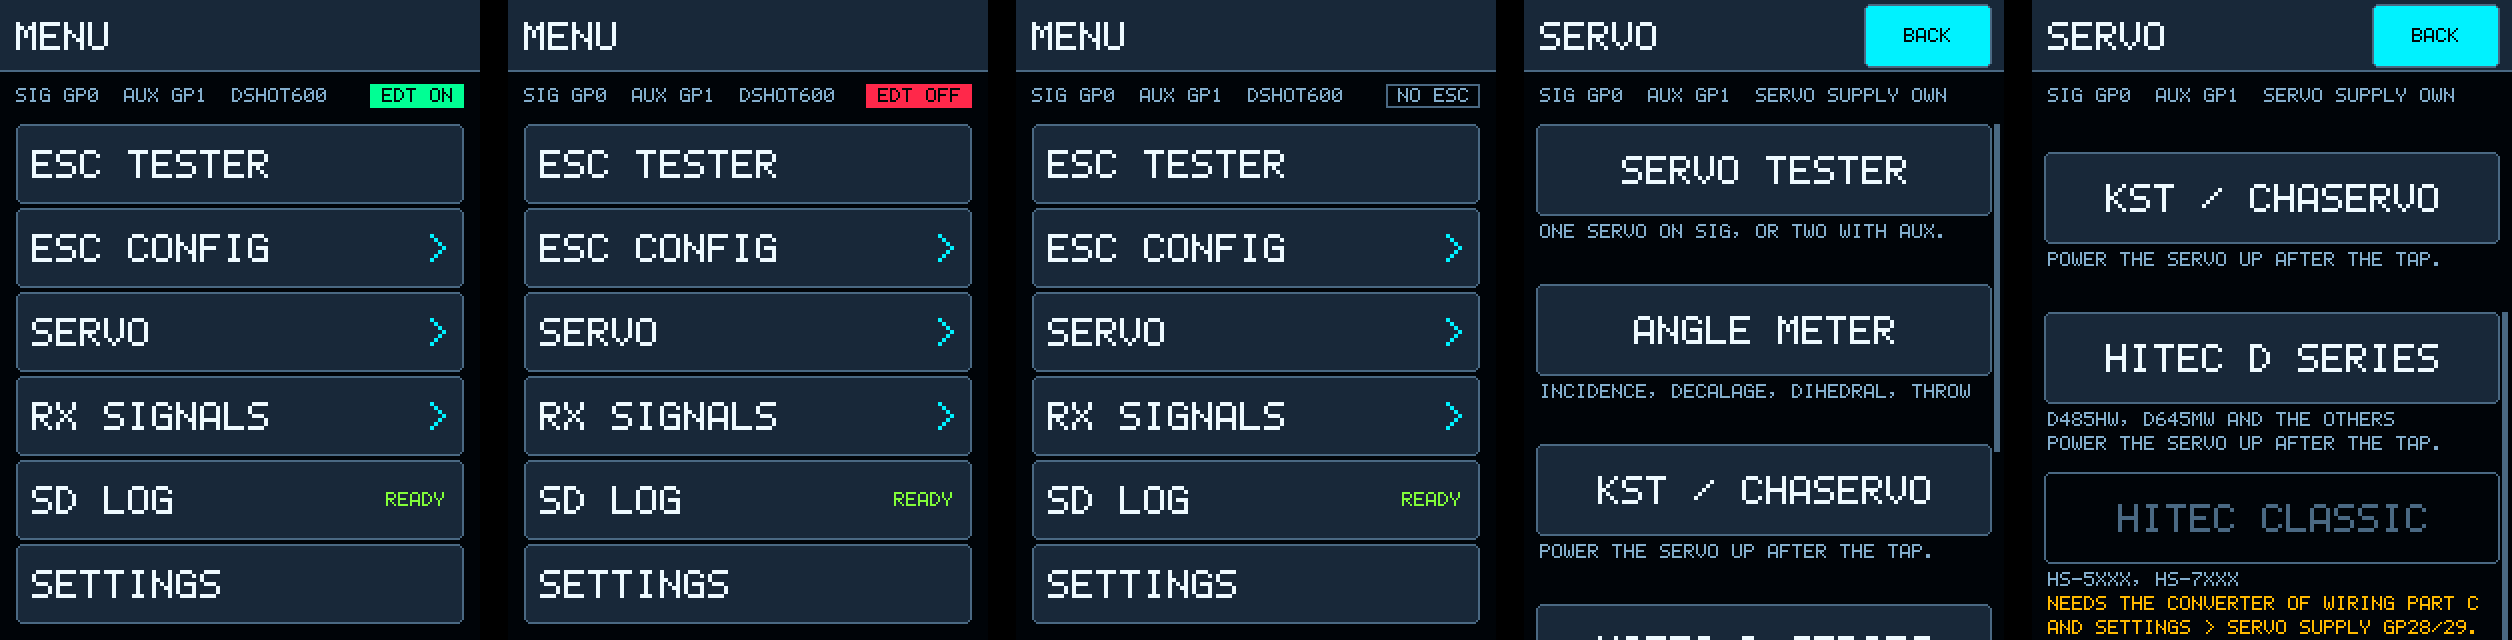 MENU
SIG GP0 AUX GP1 DSHOT600 EDT ON
ESC TESTER
ESC CONFIG >
SERVO >
RX SIGNALS >
SD LOG READY
SETTINGS
MENU
SIG GP0 AUX GP1 DSHOT600 EDT OFF
ESC TESTER
ESC CONFIG >
SERVO >
RX SIGNALS >
SD LOG READY
SETTINGS
MENU
SIG GP0 AUX GP1 DSHOT600 NO ESC
ESC TESTER
ESC CONFIG >
SERVO >
RX SIGNALS >
SD LOG READY
SETTINGS
SERVO BACK
SIG GP0 AUX GP1 SERVO SUPPLY OWN
SERVO TESTER
ONE SERVO ON SIG, OR TWO WITH AUX.
ANGLE METER
INCIDENCE, DECALAGE, DIHEDRAL, THROW
KST / CHASERVO
POWER THE SERVO UP AFTER THE TAP.
SERVO BACK
SIG GP0 AUX GP1 SERVO SUPPLY OWN
KST / CHASERVO
POWER THE SERVO UP AFTER THE TAP.
HITEC D SERIES
D485HW, D645MW AND THE OTHERS
POWER THE SERVO UP AFTER THE TAP.
HITEC CLASSIC
HS-5XXX, HS-7XXX
NEEDS THE CONVERTER OF WIRING PART C
AND SETTINGS > SERVO SUPPLY GP28/29.